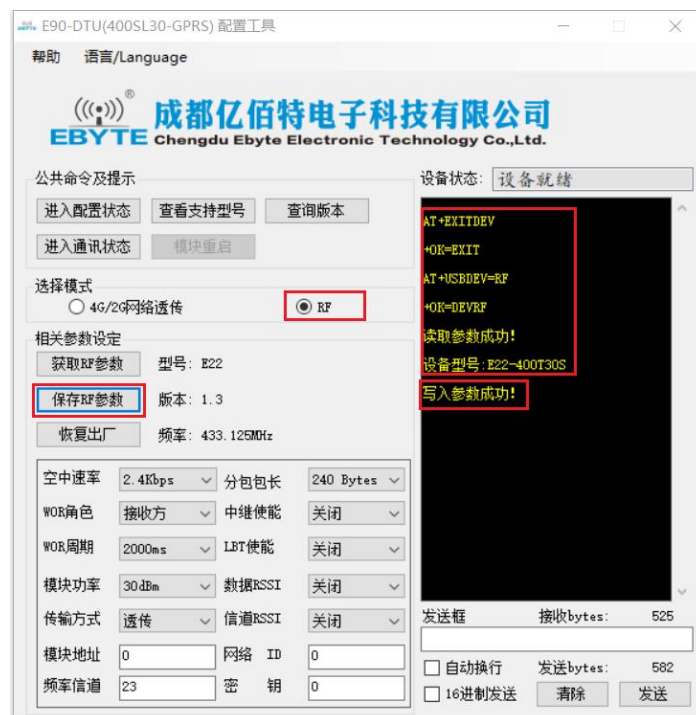 E90-DTU(400SL30-GPRS) 配置工具
帮助 语言/Language
成都亿佰特电子科技有限公司
EBYTE Chengdu Ebyte Electronic Technology Co.,Ltd.
公共命令及提示
设备状态: 设备就绪
进入配置状态 查看支持型号 查询版本
进入通讯状态 模块重启
选择模式
4G/2G网络透传 RF
相关参数设定
获取RF参数 型号: E22
保存RF参数 版本: 1.3
恢复出厂 频率: 433.125MHz
空中速率 2.4Kbps 分包包长 240 Bytes
WOR角色 接收方 中继使能 关闭
WOR周期 2000ms LBT使能 关闭
模块功率 30dBm 数据RSSI 关闭
传输方式 透传 信道RSSI 关闭
模块地址 0 网络 ID 0
频率信道 23 密 钥 0
AT+EXITDEV
+OK=EXIT
AT+USBDEV=RF
+OK=DEVRF
读取参数成功!
设备型号:E22-400T30S
写入参数成功!
发送框 接收bytes: 525
自动换行 发送bytes: 582
16进制发送 清除 发送